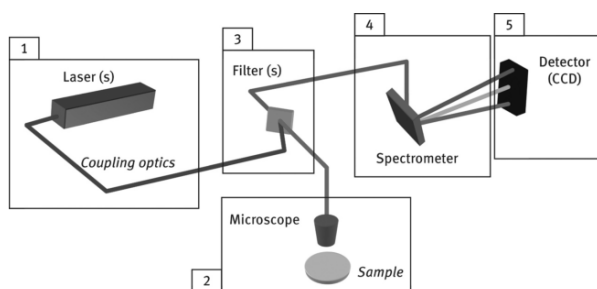 1
Laser (s)
Coupling optics
3
Filter (s)
4
Spectrometer
5
Detector
(CCD)
Microscope
Sample
2